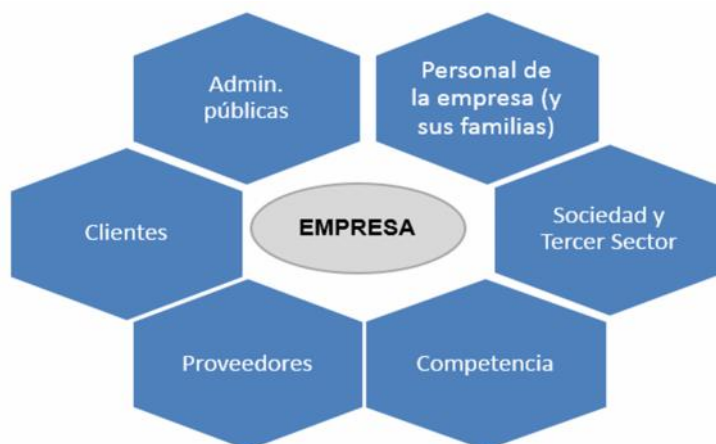 Admin.
públicas
Personal de
la empresa (y
sus familias)
Clientes
EMPRESA
Sociedad y
Tercer Sector
Proveedores
Competencia